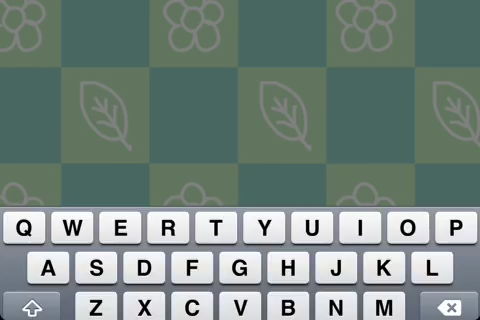 Q W E R T Y U I O P
A S D F G H J K L
Z X C V B N M